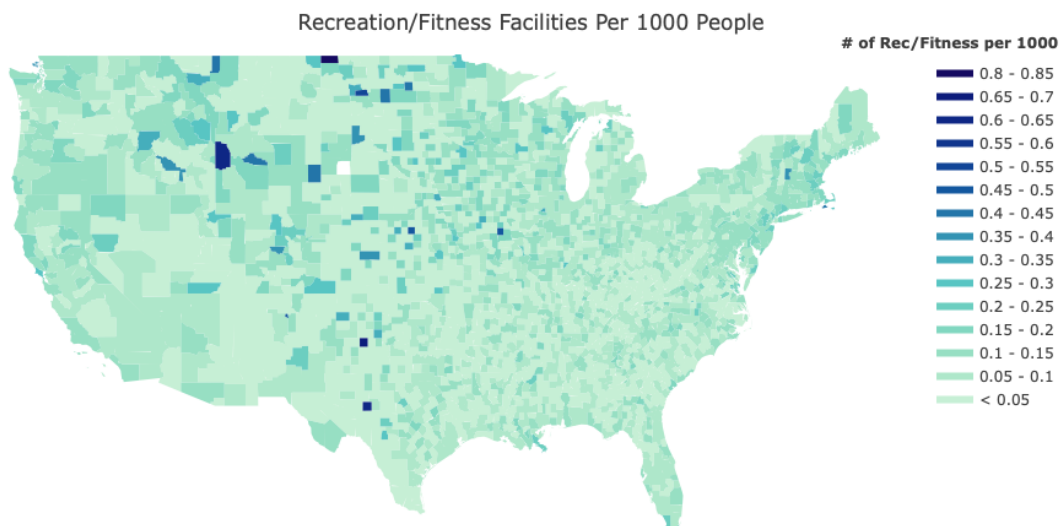 Recreation/Fitness Facilities Per 1000 People
# of Rec/Fitness per 1000
0.8 - 0.85
0.65 - 0.7
0.6 - 0.65
0.55 - 0.6
0.5 - 0.55
0.45 - 0.5
0.4 - 0.45
0.35 - 0.4
0.3 - 0.35
0.25 - 0.3
0.2 - 0.25
0.15 - 0.2
0.1 - 0.15
0.05 - 0.1
< 0.05